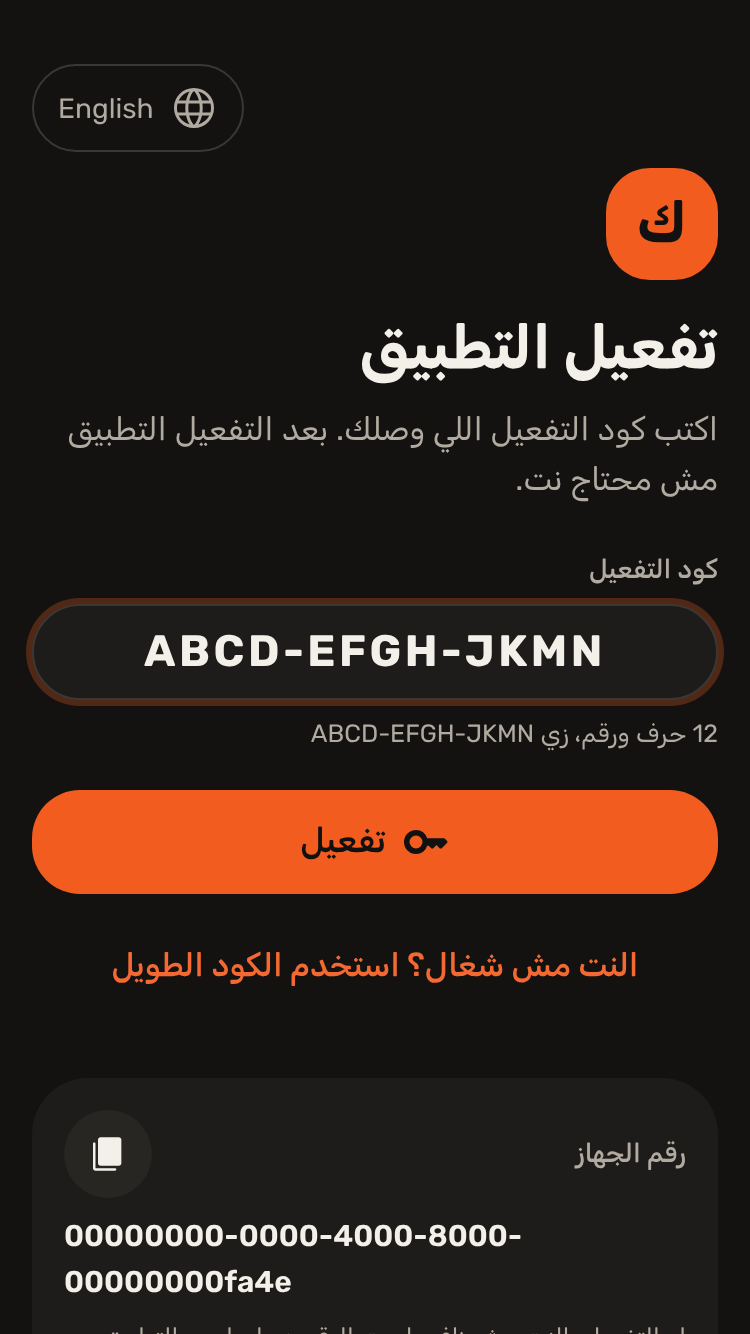 English
ك
تفعيل التطبيق
اكتب كود التفعيل اللي وصلك. بعد التفعيل التطبيق
مش محتاج نت.
كود التفعيل
ABCD-EFGH-JKMN
12 حرف ورقم، زي ABCD-EFGH-JKMN
تفعيل
النت مش شغال؟ استخدم الكود الطويل
رقم الجهاز
00000000-0000-4000-8000-
00000000fa4e